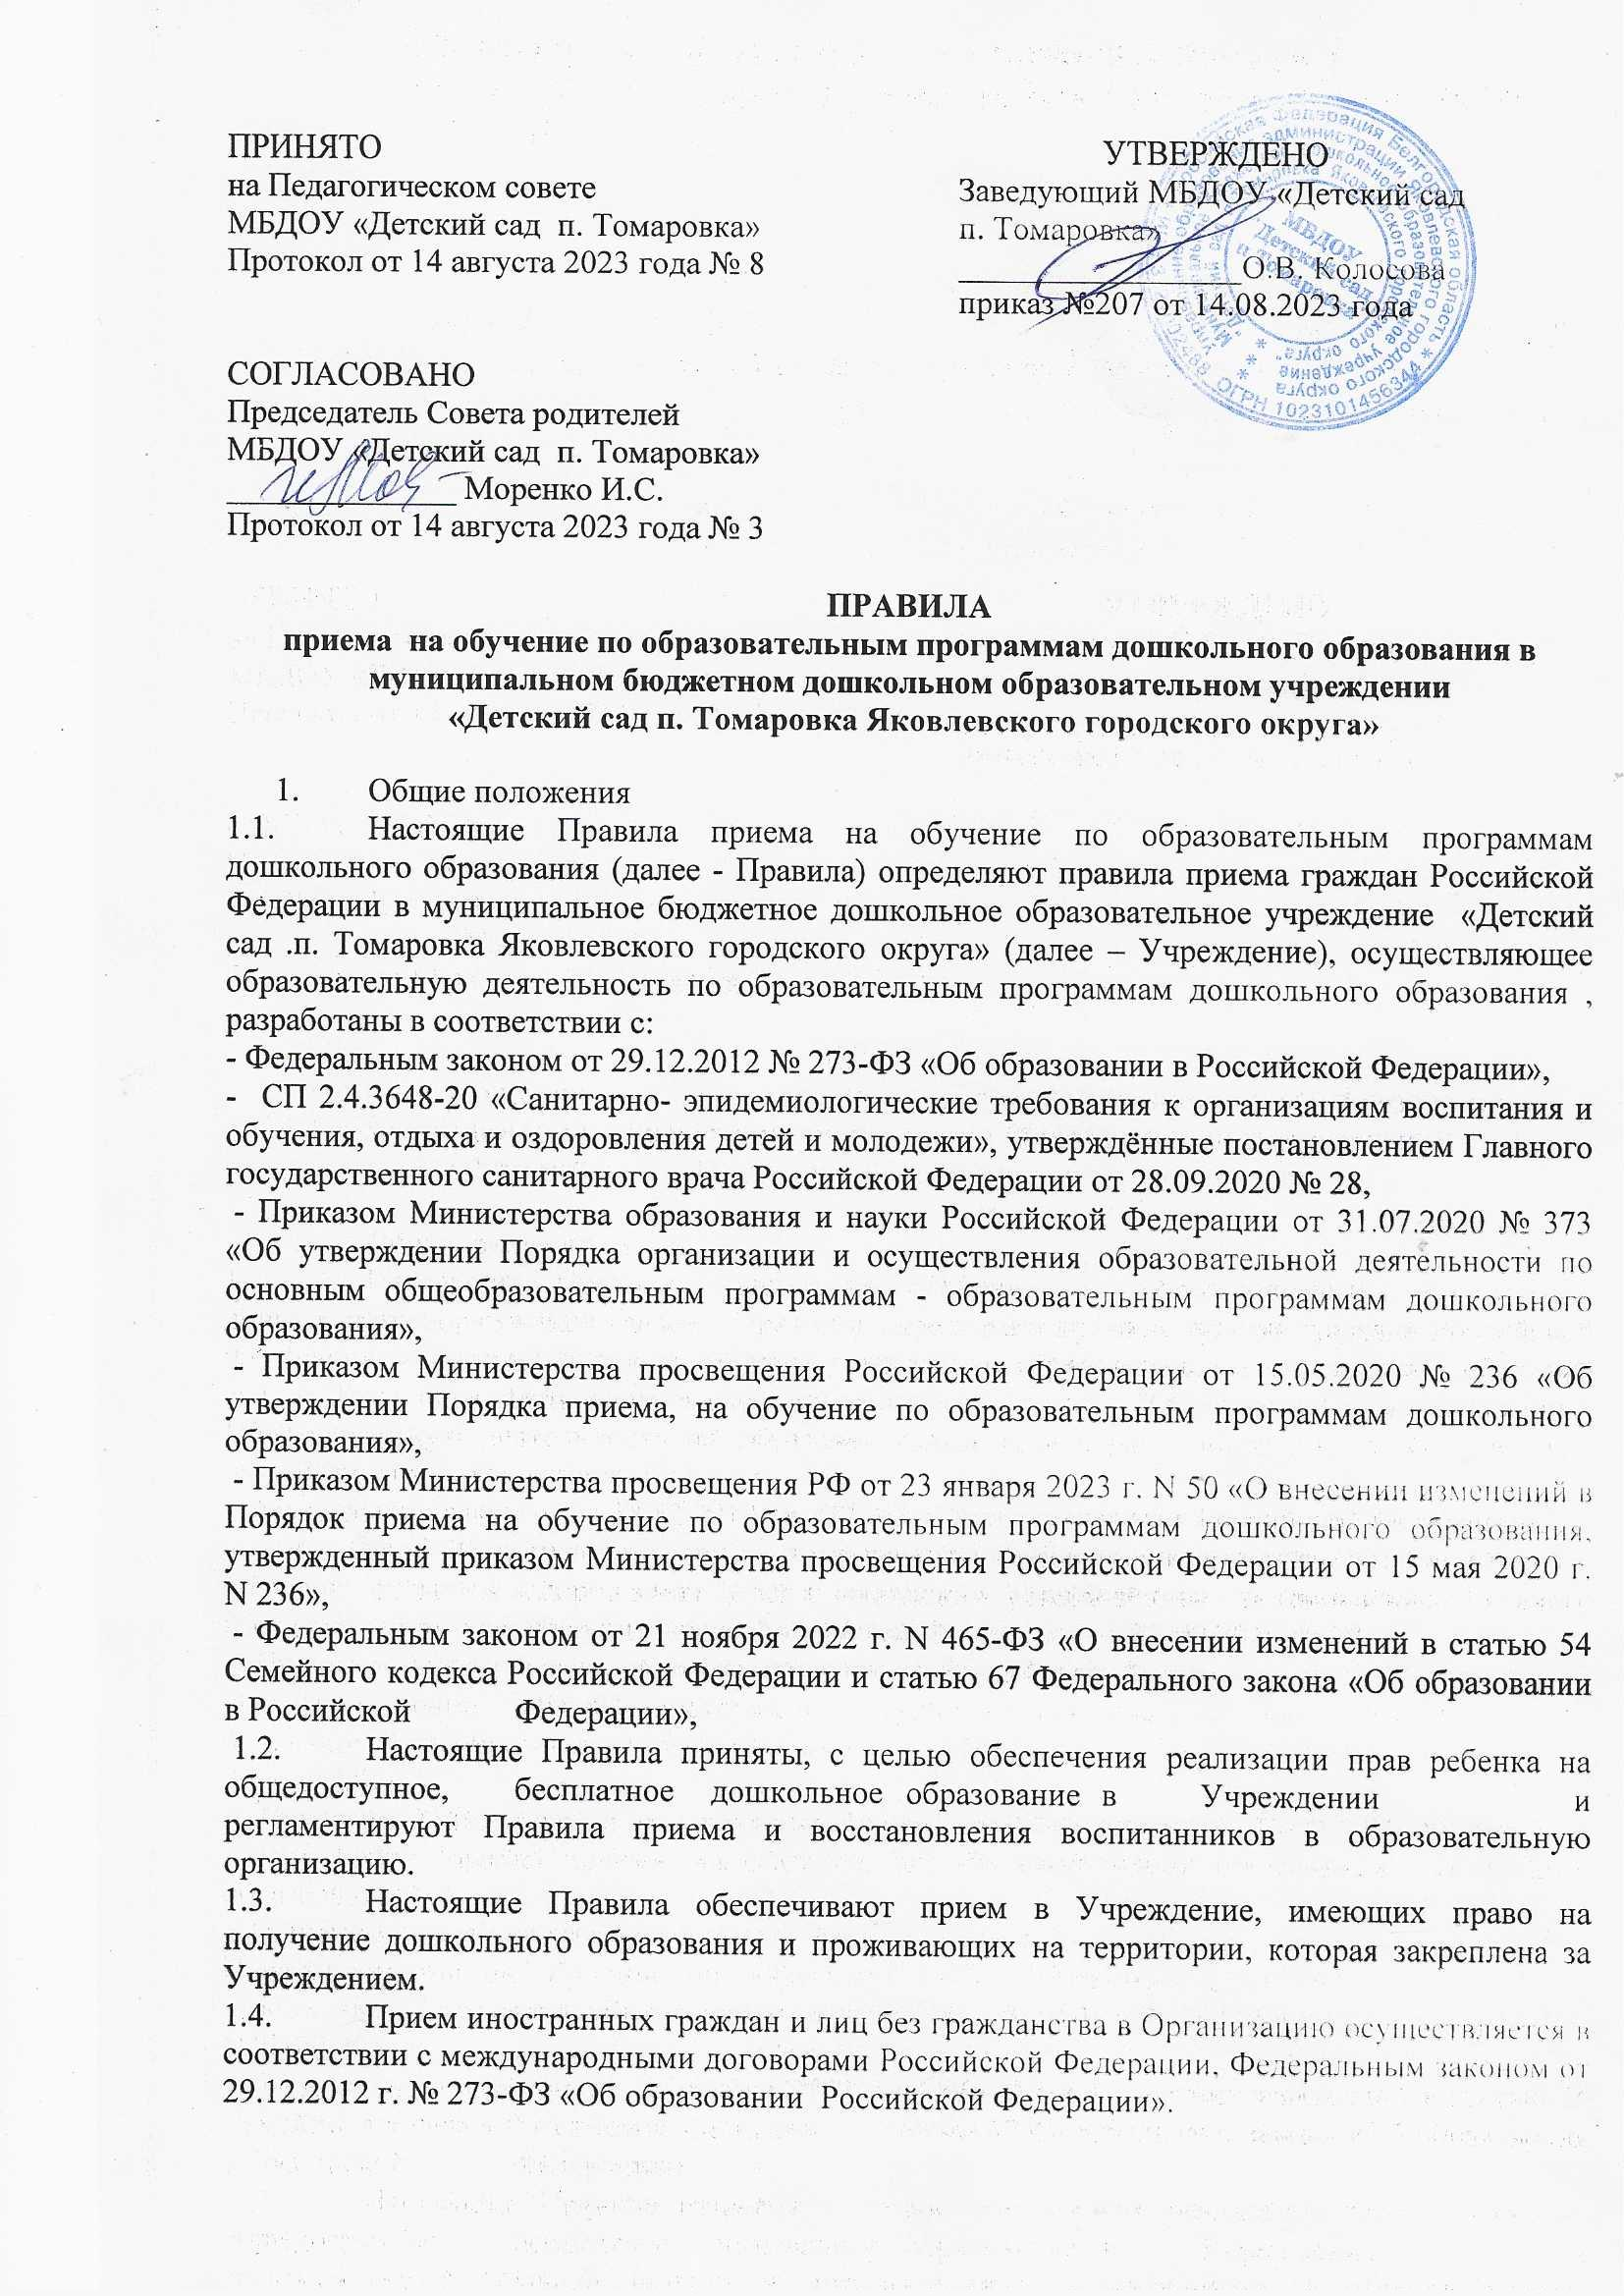 ПРИНЯТО
на Педагогическом совете
МБДОУ «Детский сад  п. Томаровка»
Протокол от 14 августа 2023 года № 8
УТВЕРЖДЕНО
Заведующий МБДОУ «Детский сад
п. Томаровка»
О.В. Колосова
приказ №207 от 14.08.2023 года
МБДОУ
Детский сад
п. Томаровка
ОГРН 1023101456344
СОГЛАСОВАНО
Председатель Совета родителей
МБДОУ «Детский сад  п. Томаровка»
Моренко И.С.
Протокол от 14 августа 2023 года № 3
ПРАВИЛА
приема  на обучение по образовательным программам дошкольного образования в
муниципальном бюджетном дошкольном образовательном учреждении
«Детский сад п. Томаровка Яковлевского городского округа»
1. Общие положения
1.1. Настоящие Правила приема на обучение по образовательным программам
дошкольного образования (далее - Правила) определяют правила приема граждан Российской
Федерации в муниципальное бюджетное дошкольное образовательное учреждение  «Детский
сад .п. Томаровка Яковлевского городского округа» (далее – Учреждение), осуществляющее
образовательную деятельность по образовательным программам дошкольного образования ,
разработаны в соответствии с:
- Федеральным законом от 29.12.2012 № 273-ФЗ «Об образовании в Российской Федерации»,
-  СП 2.4.3648-20 «Санитарно- эпидемиологические требования к организациям воспитания и
обучения, отдыха и оздоровления детей и молодежи», утверждённые постановлением Главного
государственного санитарного врача Российской Федерации от 28.09.2020 № 28,
- Приказом Министерства образования и науки Российской Федерации от 31.07.2020 № 373
«Об утверждении Порядка организации и осуществления образовательной деятельности по
основным общеобразовательным программам - образовательным программам дошкольного
образования»,
- Приказом Министерства просвещения Российской Федерации от 15.05.2020 № 236 «Об
утверждении Порядка приема, на обучение по образовательным программам дошкольного
образования»,
- Приказом Министерства просвещения РФ от 23 января 2023 г. N 50 «О внесении изменений в
Порядок приема на обучение по образовательным программам дошкольного образования,
утвержденный приказом Министерства просвещения Российской Федерации от 15 мая 2020 г.
N 236»,
- Федеральным законом от 21 ноября 2022 г. N 465-ФЗ «О внесении изменений в статью 54
Семейного кодекса Российской Федерации и статью 67 Федерального закона «Об образовании
в Российской Федерации»,
1.2. Настоящие Правила приняты, с целью обеспечения реализации прав ребенка на
общедоступное, бесплатное дошкольное образование в Учреждении и
регламентируют Правила приема и восстановления воспитанников в образовательную
организацию.
1.3. Настоящие Правила обеспечивают прием в Учреждение, имеющих право на
получение дошкольного образования и проживающих на территории, которая закреплена за
Учреждением.
1.4. Прием иностранных граждан и лиц без гражданства в Организацию осуществляется в
соответствии с международными договорами Российской Федерации, Федеральным законом от
29.12.2012 г. № 273-ФЗ «Об образовании  Российской Федерации».